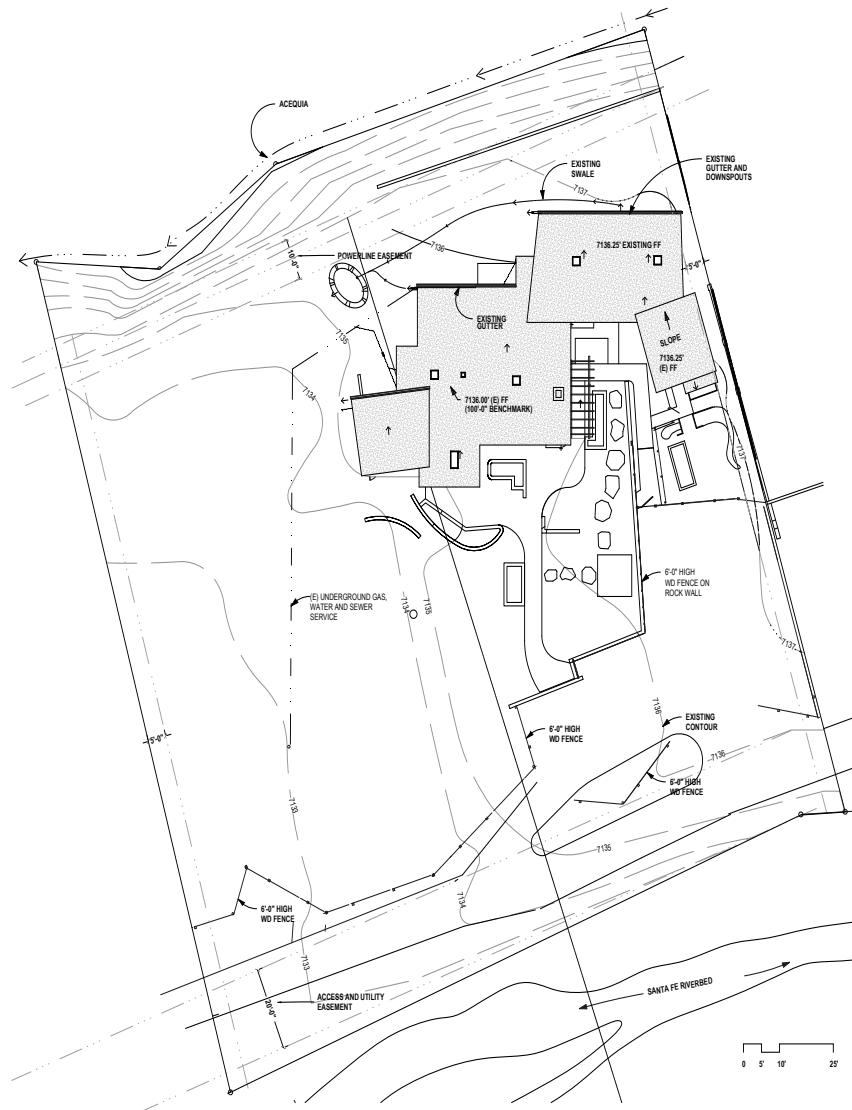 ACEQUIA
EXISTING
SWALE
EXISTING
GUTTER AND
DOWNSPOUTS
7137
7136.25' EXISTING FF
7136
10'-0"
POWERLINE EASEMENT
5'-0"
EXISTING
GUTTER
7135
SLOPE
7136.25'
(E) FF
7134
7136.00' (E) FF
(100'-0" BENCHMARK)
7137
6'-0" HIGH
WD FENCE ON
ROCK WALL
(E) UNDERGROUND GAS,
WATER AND SEWER
SERVICE
7134
7135
7137
7136
EXISTING
CONTOUR
5'-0"
6'-0" HIGH
WD FENCE
7136
6'-0" HIGH
WD FENCE
7133
7135
7134
6'-0" HIGH
WD FENCE
7133
SANTA FE RIVERBED
20'-0"
ACCESS AND UTILITY
EASEMENT
0 5' 10' 25'